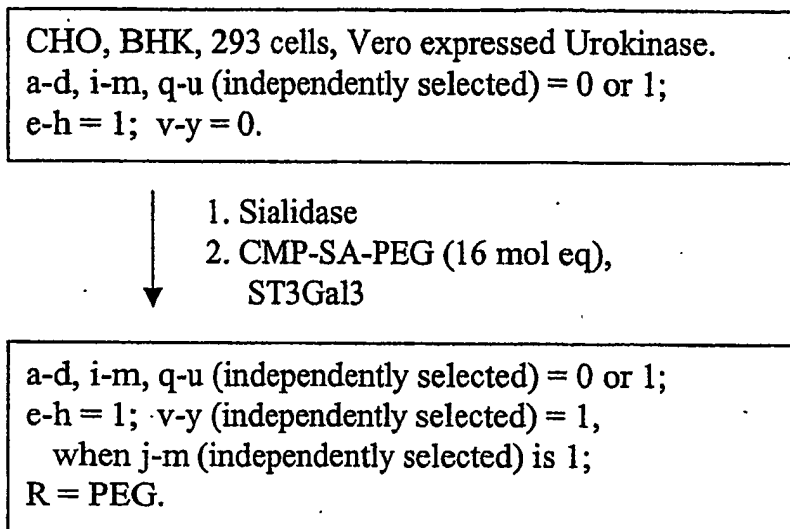 CHO, BHK, 293 cells, Vero expressed Urokinase.
a-d, i-m, q-u (independently selected) = 0 or 1;
e-h = 1; v-y = 0.
1. Sialidase
2. CMP-SA-PEG (16 mol eq),
ST3Gal3
a-d, i-m, q-u (independently selected) = 0 or 1;
e-h = 1; v-y (independently selected) = 1,
when j-m (independently selected) is 1;
R = PEG.